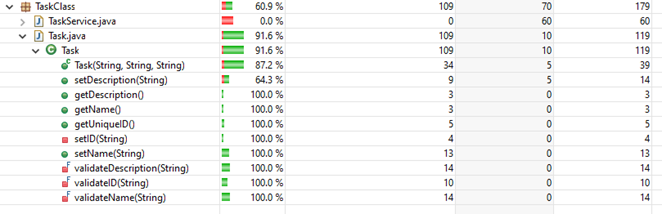 TaskClass 60.9 % 109 70 179
TaskService.java 0.0 % 0 60 60
Task.java 91.6 % 109 10 119
Task 91.6 % 109 10 119
Task(String, String, String) 87.2 % 34 5 39
setDescription(String) 64.3 % 9 5 14
getDescription() 100.0 % 3 0 3
getName() 100.0 % 3 0 3
getUniqueID() 100.0 % 5 0 5
setID(String) 100.0 % 4 0 4
setName(String) 100.0 % 13 0 13
validateDescription(String) 100.0 % 14 0 14
validateID(String) 100.0 % 10 0 10
validateName(String) 100.0 % 14 0 14